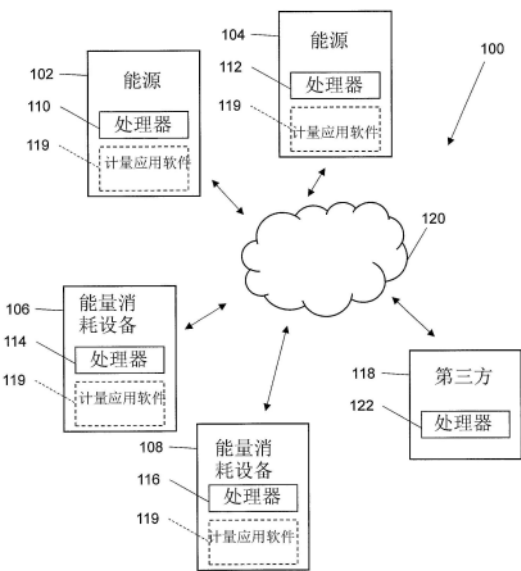 104
能源
112
处理器
119
计量应用软件
100
102
能源
110
处理器
119
计量应用软件
120
106
能量消
耗设备
114
处理器
119
计量应用软件
118
第三方
122
处理器
108
能量消
耗设备
116
处理器
119
计量应用软件